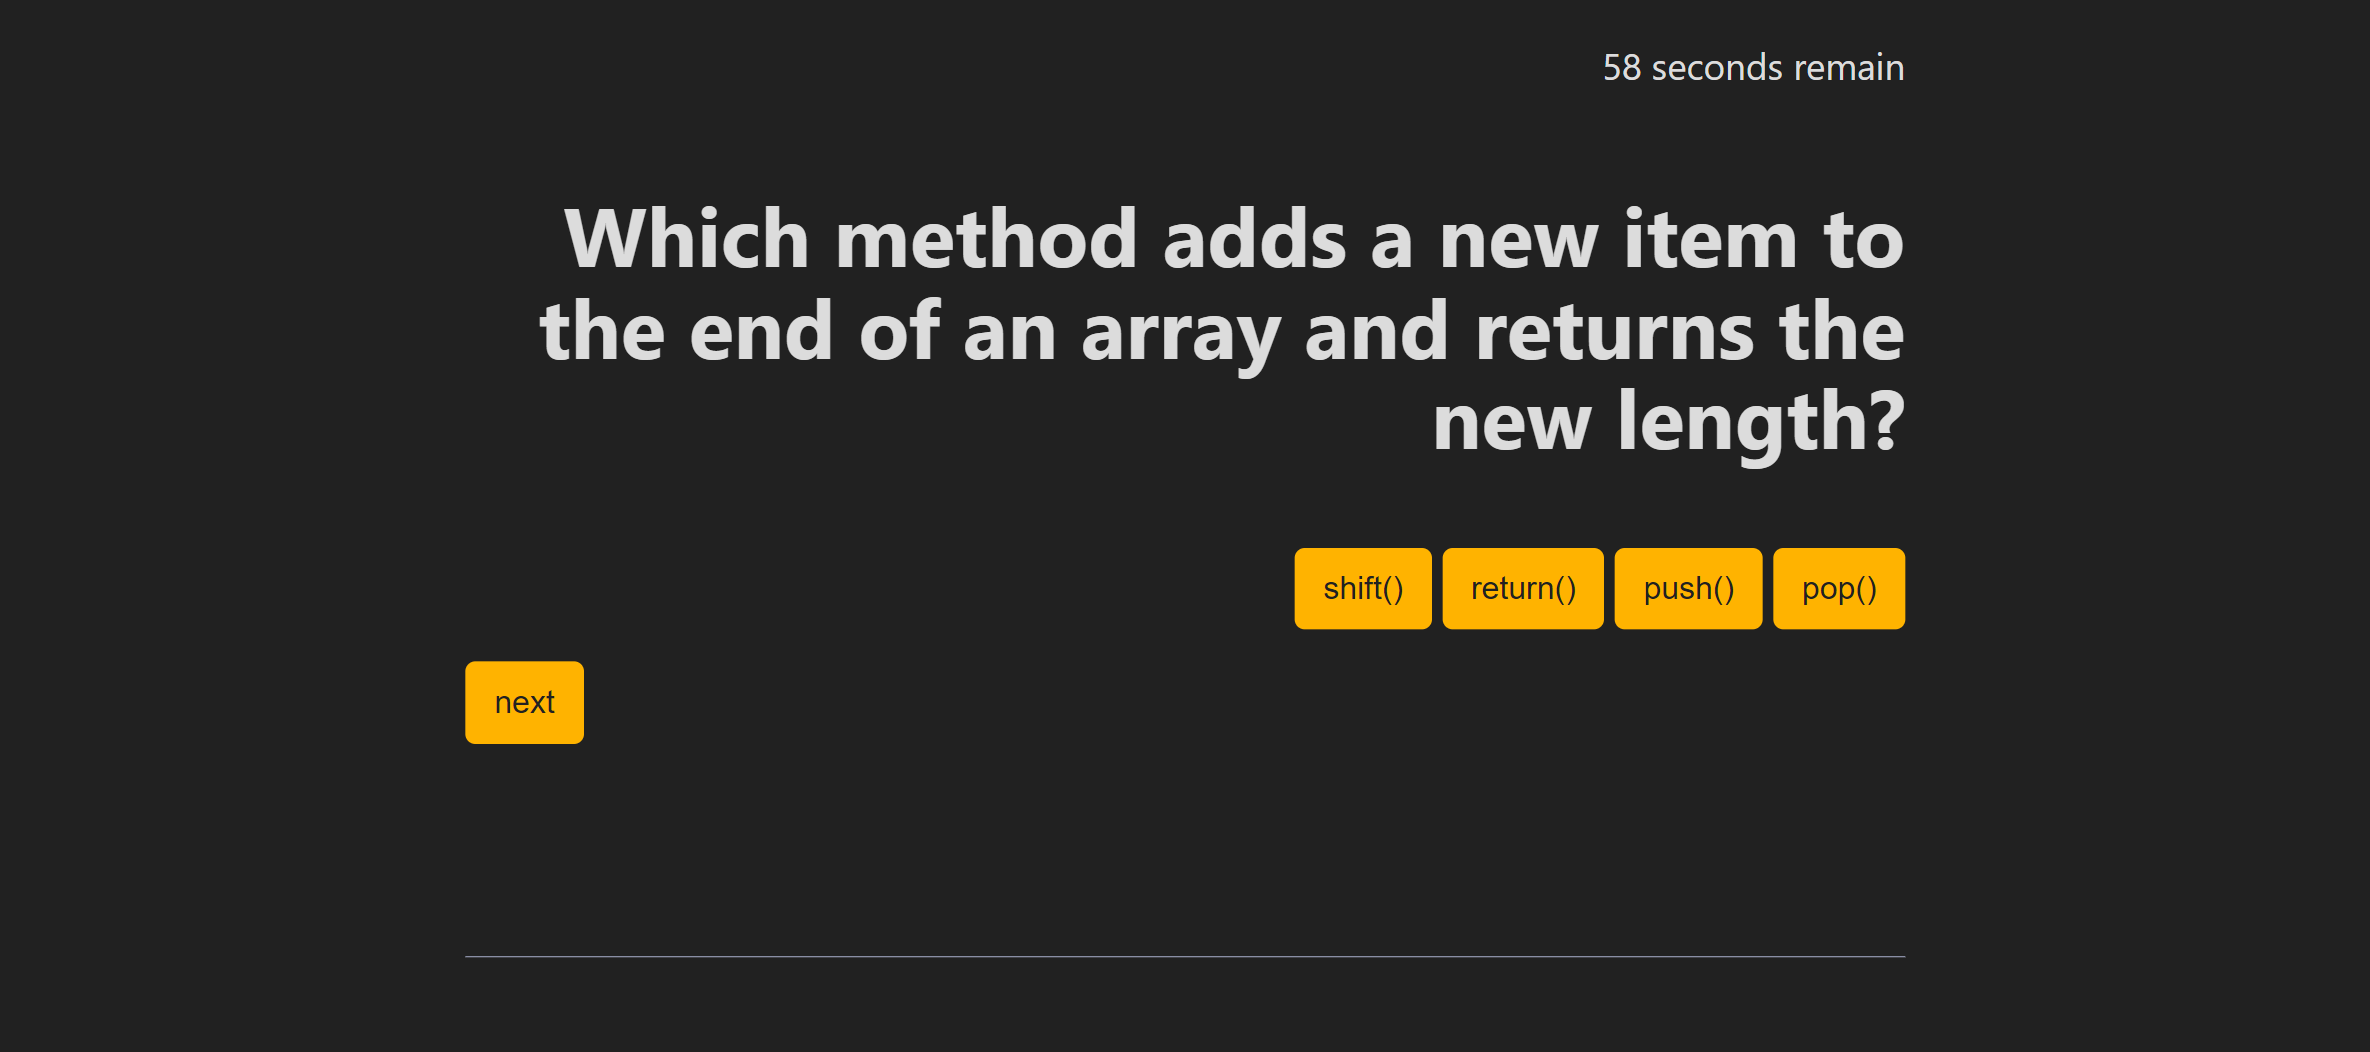 58 seconds remain
Which method adds a new item to
the end of an array and returns the
new length?
shift() return() push() pop()
next